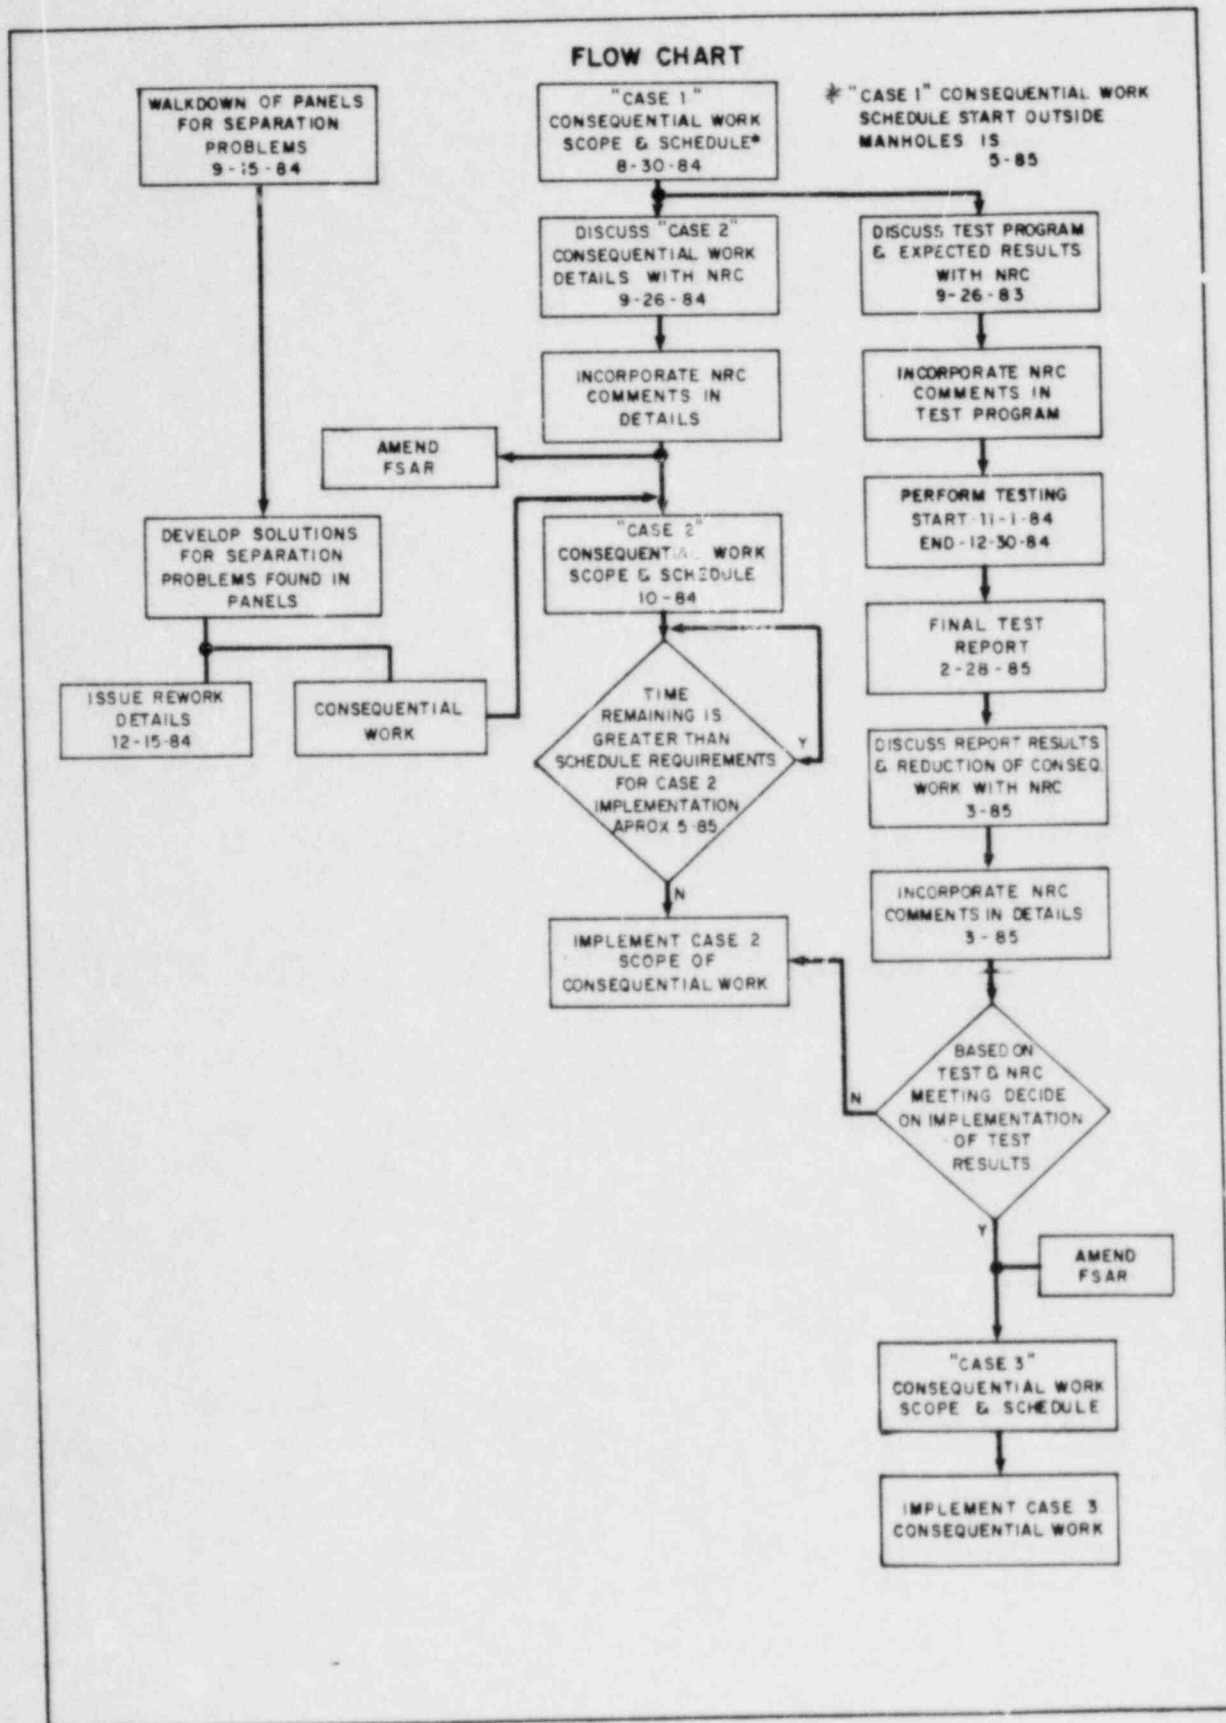 FLOW CHART
WALKDOWN OF PANELS
FOR SEPARATION
PROBLEMS
9-15-84
"CASE 1"
CONSEQUENTIAL WORK
SCOPE & SCHEDULE*
8-30-84
* "CASE 1" CONSEQUENTIAL WORK
SCHEDULE START OUTSIDE
MANHOLES IS
5-85
DISCUSS "CASE 2"
CONSEQUENTIAL WORK
DETAILS WITH NRC
9-26-84
DISCUSS TEST PROGRAM
& EXPECTED RESULTS
WITH NRC
9-26-83
INCORPORATE NRC
COMMENTS IN
DETAILS
INCORPORATE NRC
COMMENTS IN
TEST PROGRAM
AMEND
FSAR
PERFORM TESTING
START-11-1-84
END-12-30-84
DEVELOP SOLUTIONS
FOR SEPARATION
PROBLEMS FOUND IN
PANELS
"CASE 2"
CONSEQUENTIAL WORK
SCOPE & SCHEDULE
10-84
FINAL TEST
REPORT
2-28-85
ISSUE REWORK
DETAILS
12-15-84
CONSEQUENTIAL
WORK
TIME
REMAINING IS
GREATER THAN
SCHEDULE REQUIREMENTS
FOR CASE 2
IMPLEMENTATION
APROX 5-85
Y
N
DISCUSS REPORT RESULTS
& REDUCTION OF CONSEQ.
WORK WITH NRC
3-85
INCORPORATE NRC
COMMENTS IN DETAILS
3-85
IMPLEMENT CASE 2
SCOPE OF
CONSEQUENTIAL WORK
BASED ON
TEST & NRC
MEETING DECIDE
ON IMPLEMENTATION
OF TEST
RESULTS
N
Y
AMEND
FSAR
"CASE 3"
CONSEQUENTIAL WORK
SCOPE & SCHEDULE
IMPLEMENT CASE 3
CONSEQUENTIAL WORK